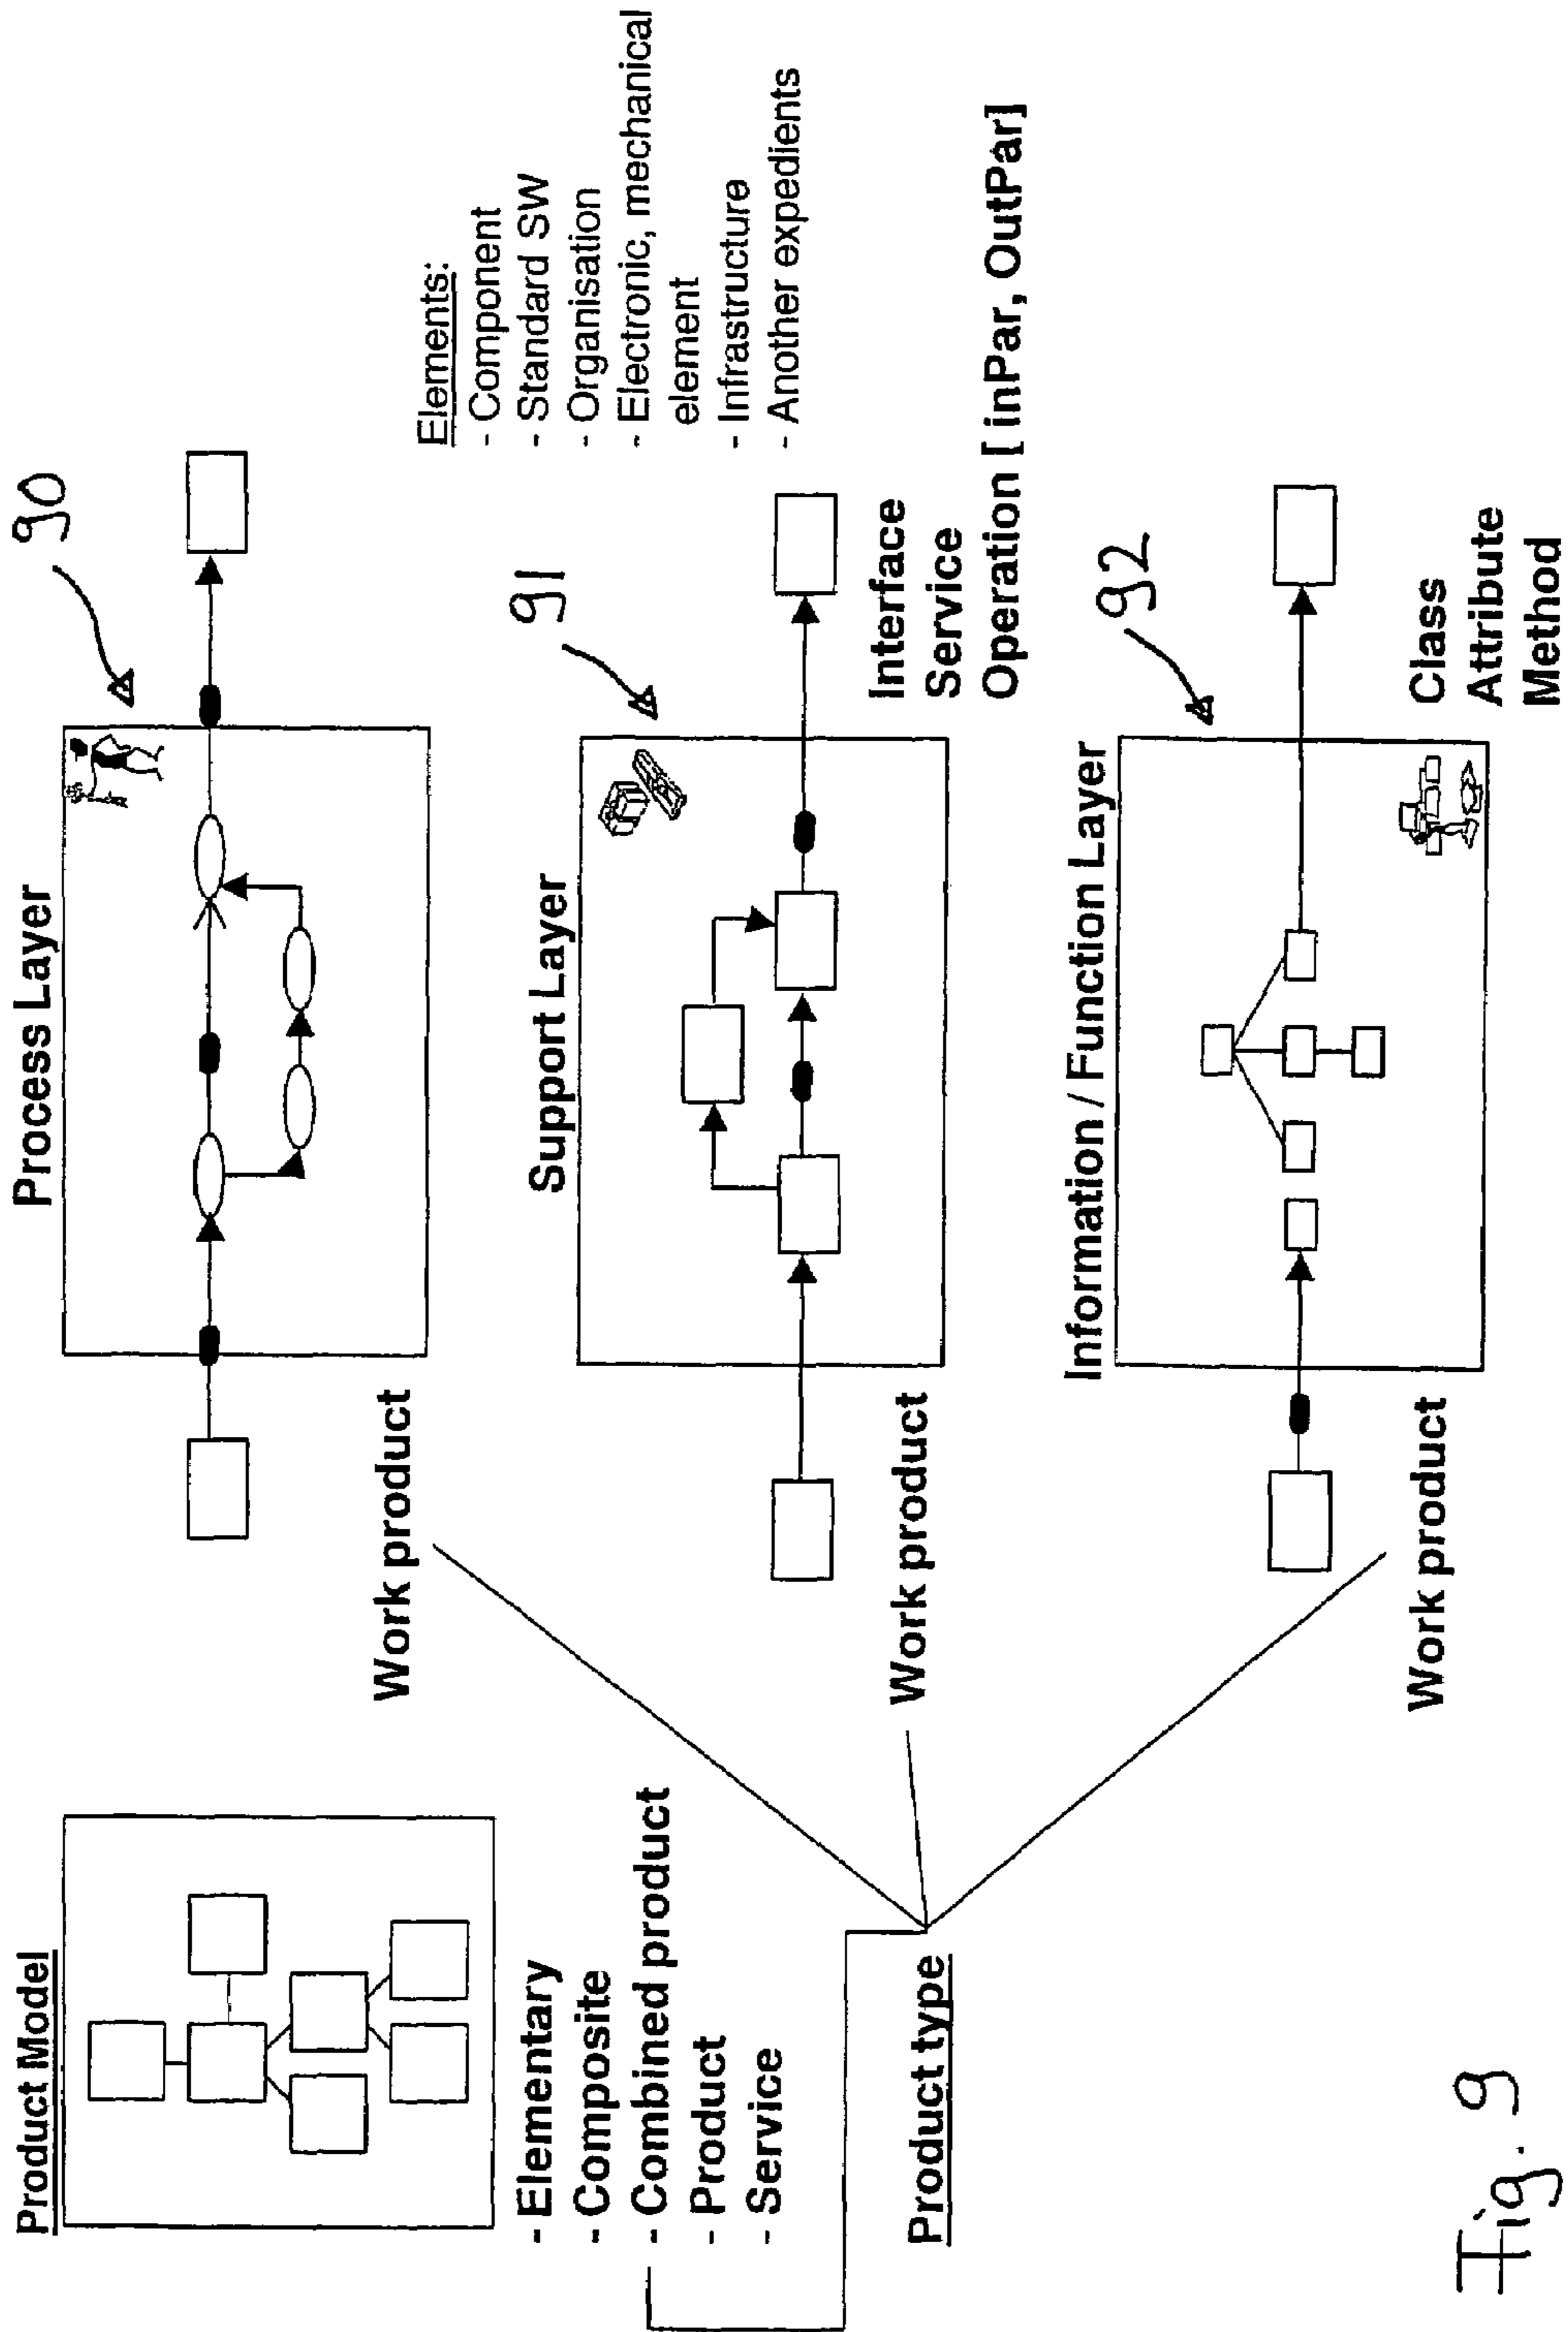 Product Model
- Elementary
- Composite
- Combined product
- Product
- Service
Product type
Process Layer
90
Work product
Support Layer
91
Work product
Elements:
- Component
- Standard SW
- Organisation
- Electronic, mechanical
element
- Infrastructure
- Another expedients
Interface
Service
Operation [ inPar, OutPar]
Information / Function Layer
92
Work product
Class
Attribute
Method
Fig. 9